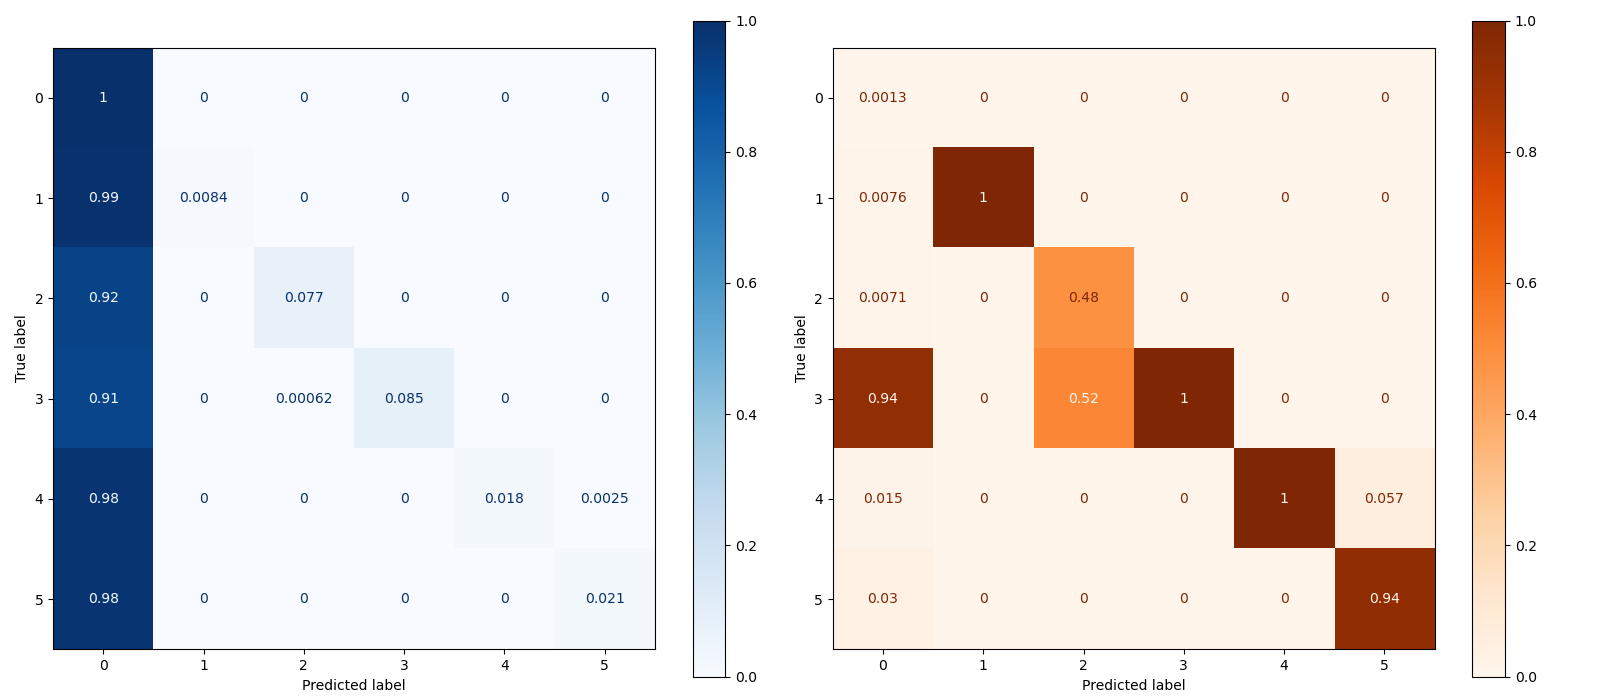 0 1 0 0 0 0 0
1 0.99 0.0084 0 0 0 0
2 0.92 0 0.077 0 0 0
3 0.91 0 0.00062 0.085 0 0
4 0.98 0 0 0 0.018 0.0025
5 0.98 0 0 0 0 0.021
0 1 2 3 4 5
Predicted label
True label
1.0
0.8
0.6
0.4
0.2
0.0
0 0.0013 0 0 0 0 0
1 0.0076 1 0 0 0 0
2 0.0071 0 0.48 0 0 0
3 0.94 0 0.52 1 0 0
4 0.015 0 0 0 1 0.057
5 0.03 0 0 0 0 0.94
0 1 2 3 4 5
Predicted label
True label
1.0
0.8
0.6
0.4
0.2
0.0